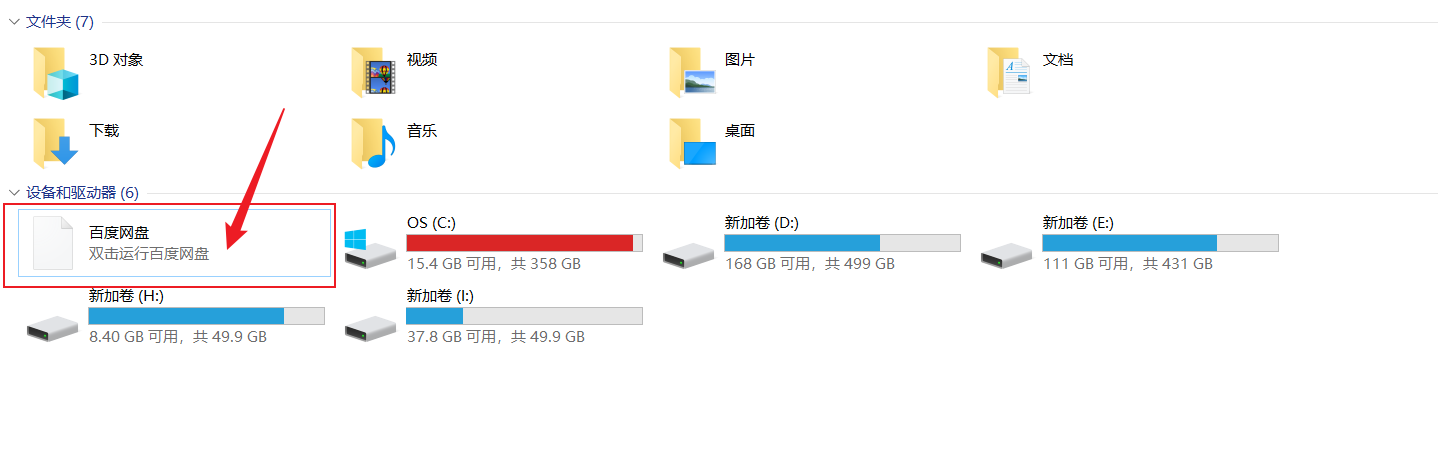 文件夹 (7)
3D 对象
视频
图片
文档
下载
音乐
桌面
设备和驱动器 (6)
百度网盘
双击运行百度网盘
OS (C:)
15.4 GB 可用，共 358 GB
新加卷 (D:)
168 GB 可用，共 499 GB
新加卷 (E:)
111 GB 可用，共 431 GB
新加卷 (H:)
8.40 GB 可用，共 49.9 GB
新加卷 (I:)
37.8 GB 可用，共 49.9 GB